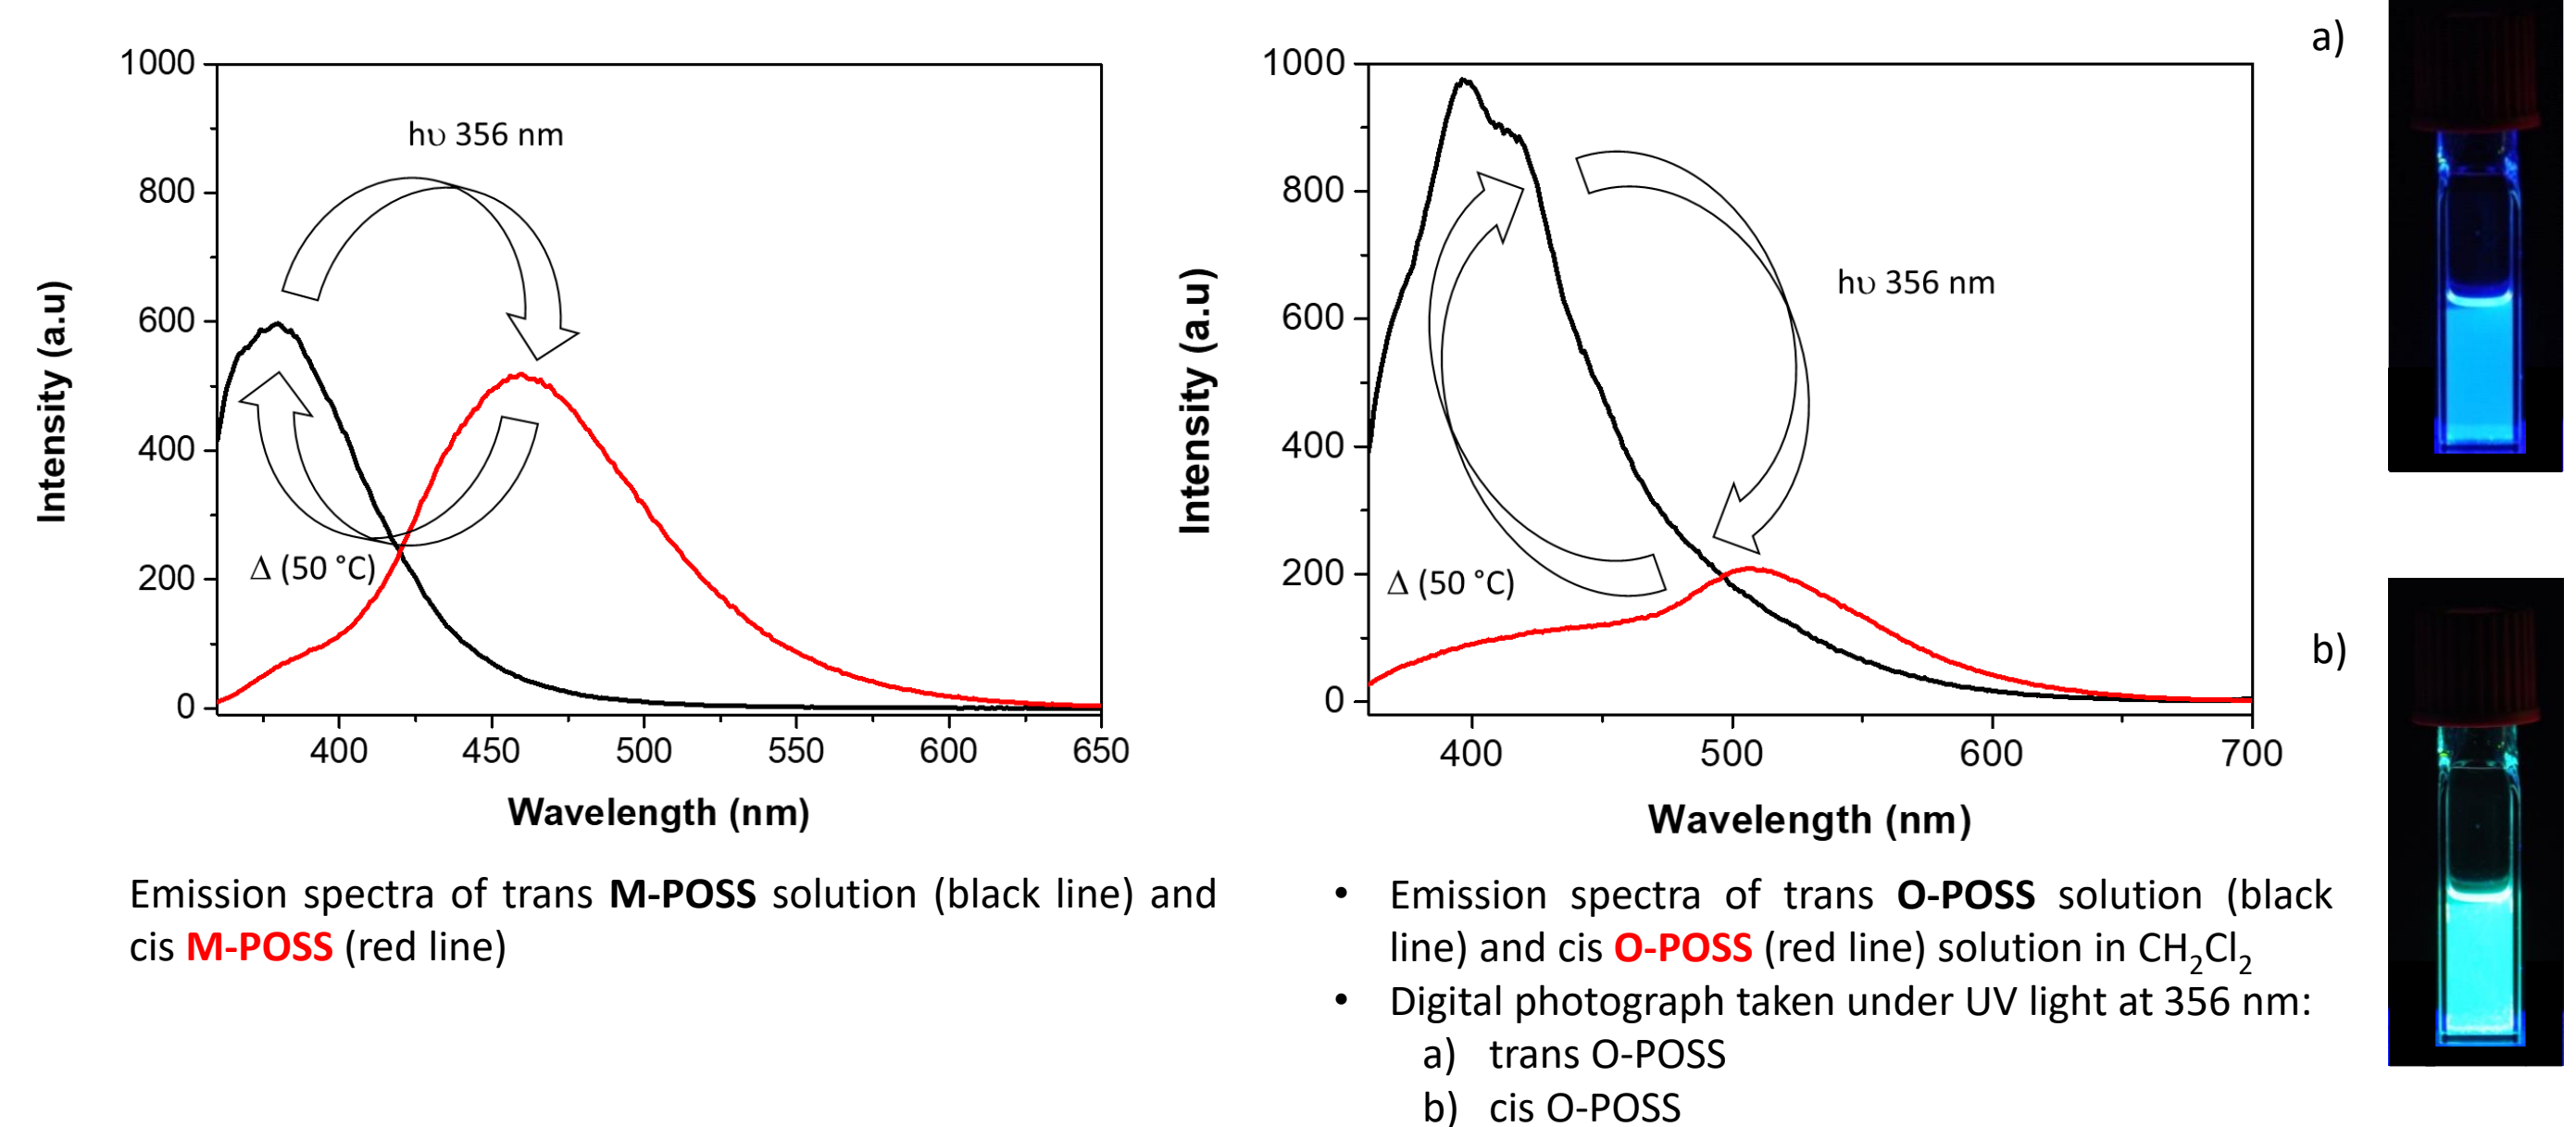 1000
800
600
400
200
0
400 450 500 550 600 650
Intensity (a.u)
Wavelength (nm)
hυ 356 nm
Δ (50 °C)
Emission spectra of trans M-POSS solution (black line) and
cis M-POSS (red line)
1000
800
600
400
200
0
400 500 600 700
Intensity (a.u)
Wavelength (nm)
hυ 356 nm
Δ (50 °C)
• Emission spectra of trans O-POSS solution (black
line) and cis O-POSS (red line) solution in CH₂Cl₂
• Digital photograph taken under UV light at 356 nm:
a) trans O-POSS
b) cis O-POSS
a)
b)